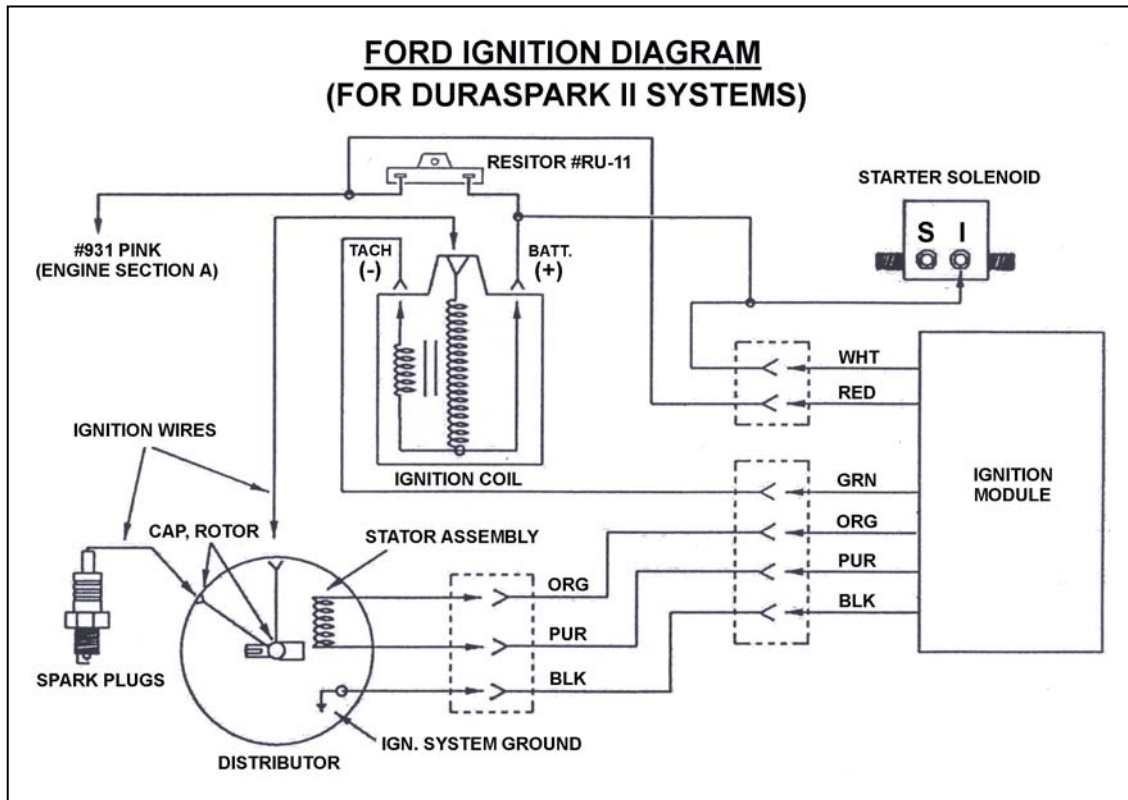 FORD IGNITION DIAGRAM
(FOR DURASPARK II SYSTEMS)
RESITOR #RU-11
STARTER SOLENOID
S I
#931 PINK
(ENGINE SECTION A)
TACH
(-)
BATT.
(+)
WHT
RED
IGNITION WIRES
IGNITION COIL
GRN
IGNITION
MODULE
CAP, ROTOR
STATOR ASSEMBLY
ORG
PUR
BLK
ORG
PUR
BLK
SPARK PLUGS
IGN. SYSTEM GROUND
DISTRIBUTOR